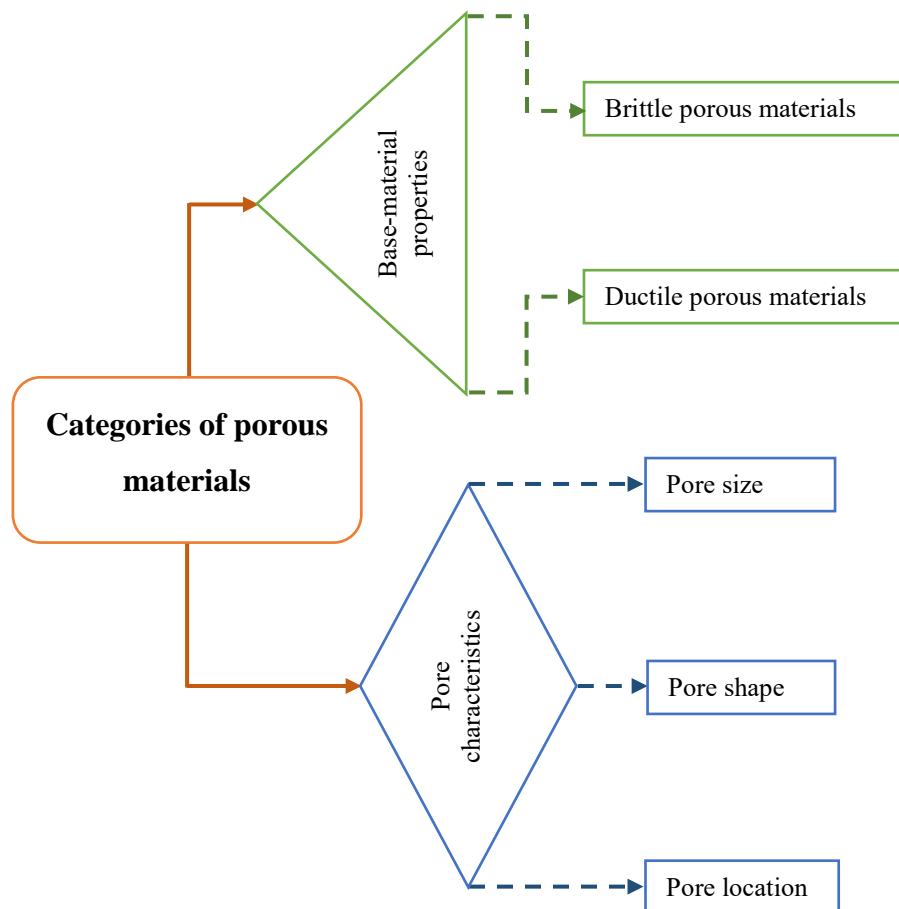 Brittle porous materials
Base-material
properties
Ductile porous materials
Categories of porous
materials
Pore size
Pore
characteristics
Pore shape
Pore location